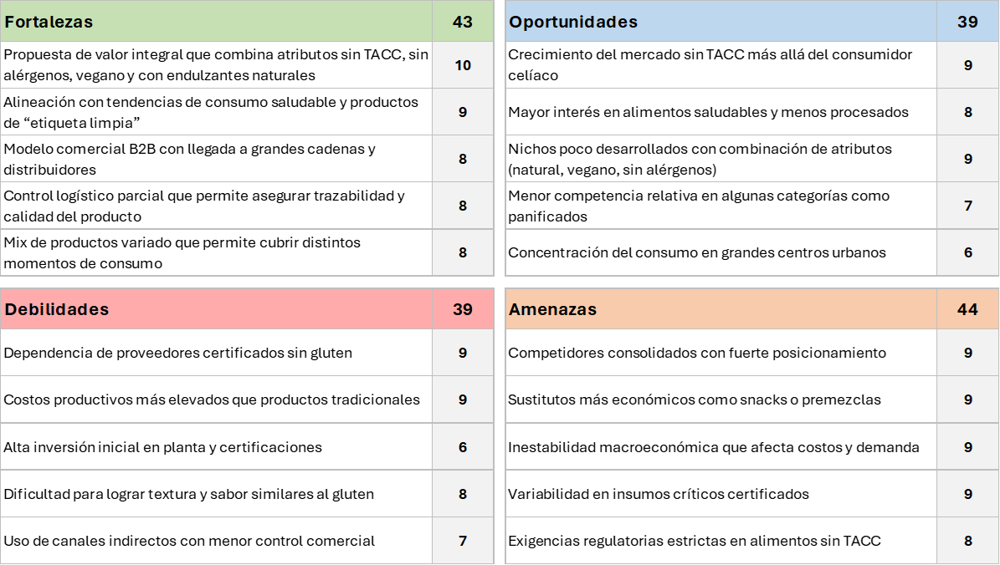 Fortalezas 43
Propuesta de valor integral que combina atributos sin TACC, sin
alérgenos, vegano y con endulzantes naturales
10
Alineación con tendencias de consumo saludable y productos
de “etiqueta limpia”
9
Modelo comercial B2B con llegada a grandes cadenas y
distribuidores
8
Control logístico parcial que permite asegurar trazabilidad y
calidad del producto
8
Mix de productos variado que permite cubrir distintos
momentos de consumo
8
Oportunidades 39
Crecimiento del mercado sin TACC más allá del consumidor
celíaco
9
Mayor interés en alimentos saludables y menos procesados 8
Nichos poco desarrollados con combinación de atributos
(natural, vegano, sin alérgenos)
9
Menor competencia relativa en algunas categorías como
panificados
7
Concentración del consumo en grandes centros urbanos 6
Debilidades 39
Dependencia de proveedores certificados sin gluten 9
Costos productivos más elevados que productos tradicionales 9
Alta inversión inicial en planta y certificaciones 6
Dificultad para lograr textura y sabor similares al gluten 8
Uso de canales indirectos con menor control comercial 7
Amenazas 44
Competidores consolidados con fuerte posicionamiento 9
Sustitutos más económicos como snacks o premezclas 9
Inestabilidad macroeconómica que afecta costos y demanda 9
Variabilidad en insumos críticos certificados 9
Exigencias regulatorias estrictas en alimentos sin TACC 8